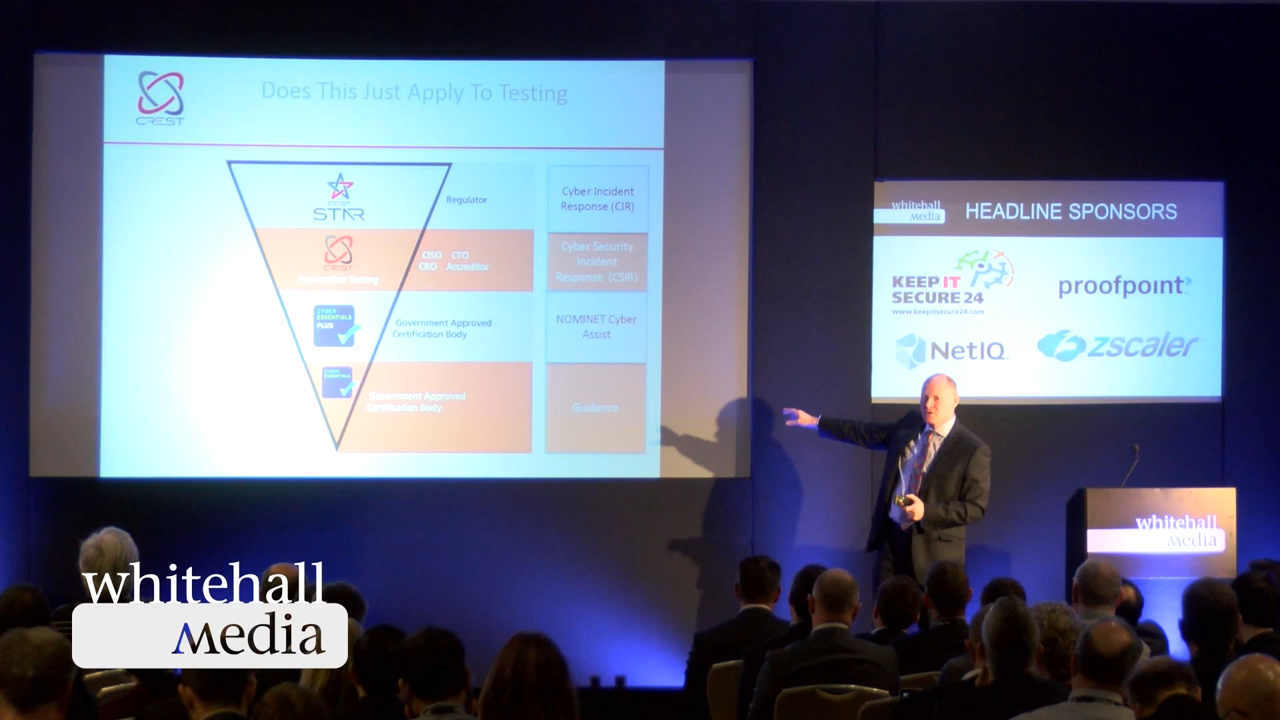 Does This Just Apply To Testing
CREST
CREST
STAR
Regulator
Cyber Incident
Response (CIR)
CREST
Penetration Testing
CISO CTO
CRO Accreditor
Cyber Security
Incident
Response (CSIR)
CYBER
ESSENTIALS
PLUS
Government Approved
Certification Body
NOMINET Cyber
Assist
CYBER
ESSENTIALS
Government Approved
Certification Body
Guidance
whitehall
media
HEADLINE SPONSORS
KEEP IT
SECURE 24
www.keepitsecure24.com
proofpoint
NetIQ
zscaler
whitehall
media
whitehall
media